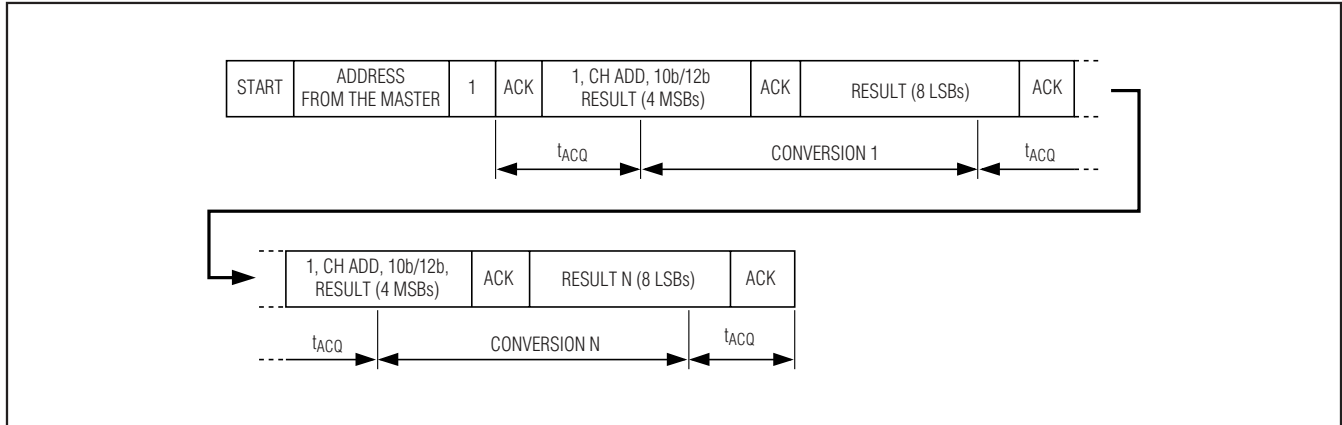 START
ADDRESS
FROM THE MASTER
1
ACK
1, CH ADD, 10b/12b
RESULT (4 MSBs)
ACK
RESULT (8 LSBs)
ACK
tACQ
CONVERSION 1
tACQ
1, CH ADD, 10b/12b,
RESULT (4 MSBs)
ACK
RESULT N (8 LSBs)
ACK
tACQ
CONVERSION N
tACQ